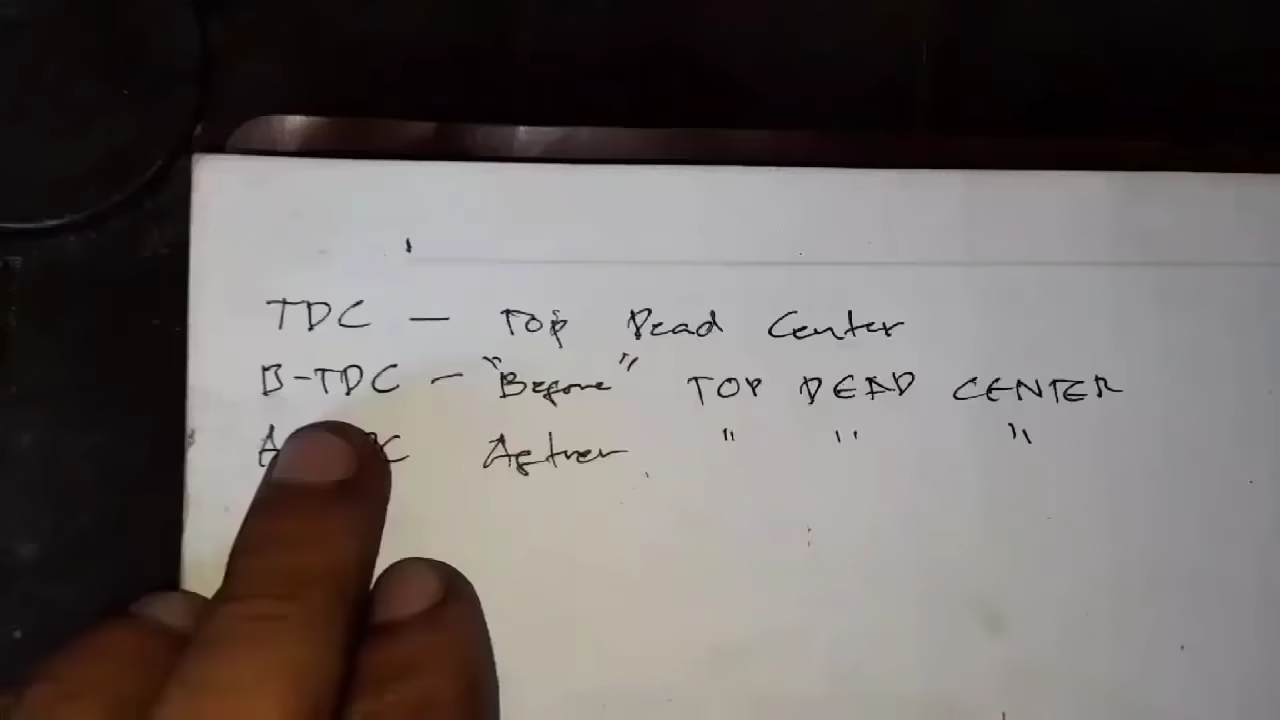 TDC — Top Dead Center
B-TDC - "Before" TOP DEAD CENTER
After " " "